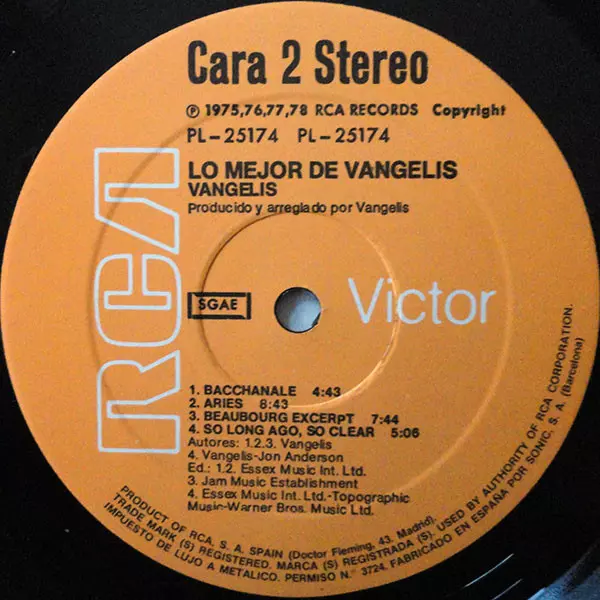 Cara 2 Stereo
Ⓟ 1975,76,77,78 RCA RECORDS Copyright
PL-25174 PL-25174
LO MEJOR DE VANGELIS
VANGELIS
Producido y arreglado por Vangelis
RCA
SGAE
Victor
1. BACCHANALE 4:43
2. ARIES 8:43
3. BEAUBOURG EXCERPT 7:44
4. SO LONG AGO, SO CLEAR 5:06
Autores: 1.2.3. Vangelis
4. Vangelis-Jon Anderson
Ed.: 1.2. Essex Music Int. Ltd.
3. Jam Music Establishment
4. Essex Music Int. Ltd.-Topographic
Music-Warner Bros. Music Ltd.
PRODUCT OF RCA, S. A. SPAIN (Doctor Fleming, 43. Madrid). USED BY AUTHORITY OF RCA CORPORATION.
TRADE MARK (S) REGISTERED. MARCA (S) REGISTRADA (S). FABRICADO EN ESPAÑA POR SONIC, S. A. (Barcelona)
IMPUESTO DE LUJO A METALICO. PERMISO N.° 3724.